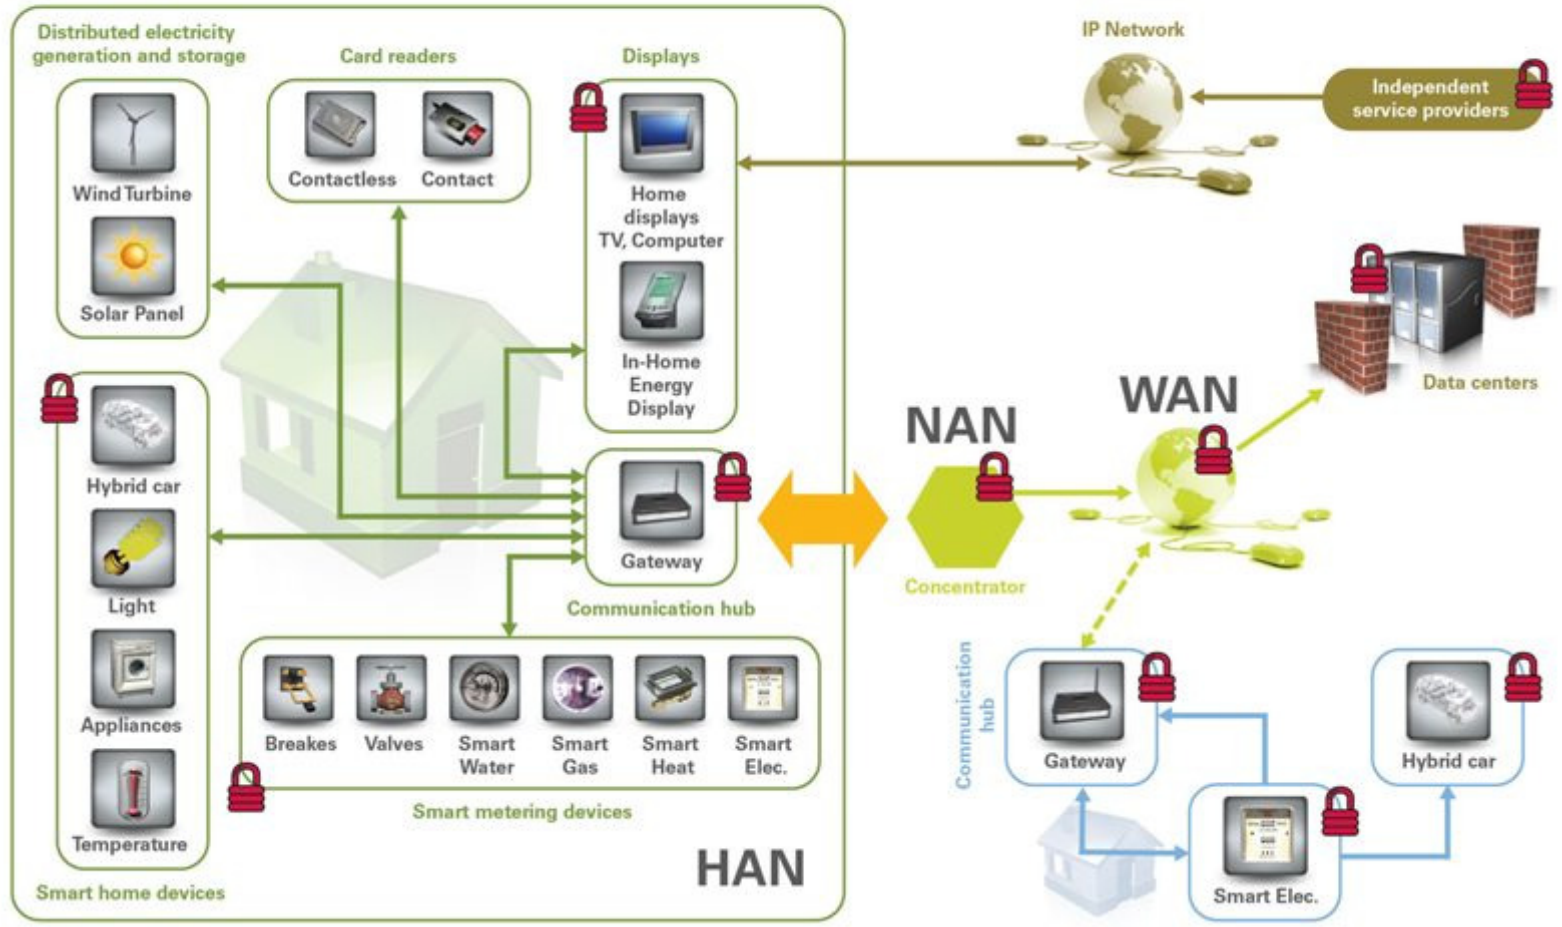 Distributed electricity
generation and storage
Wind Turbine
Solar Panel
Card readers
Contactless
Contact
Displays
Home
displays
TV, Computer
In-Home
Energy
Display
IP Network
Independent
service providers
Data centers
WAN
NAN
Concentrator
Gateway
Communication hub
Hybrid car
Light
Appliances
Temperature
Smart home devices
Breakes
Valves
Smart
Water
Smart
Gas
Smart
Heat
Smart
Elec.
Smart metering devices
HAN
Communication
hub
Gateway
Hybrid car
Smart Elec.